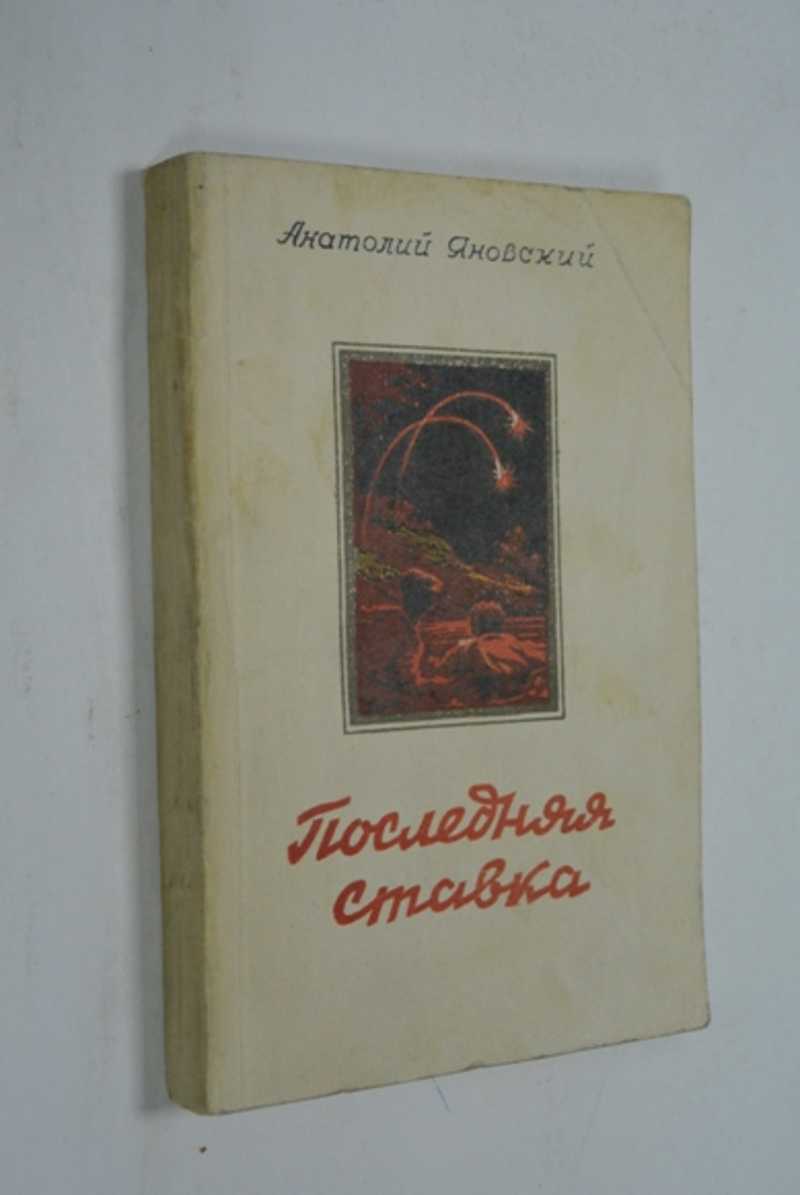 Анатолий Яновский
Последняя
ставка